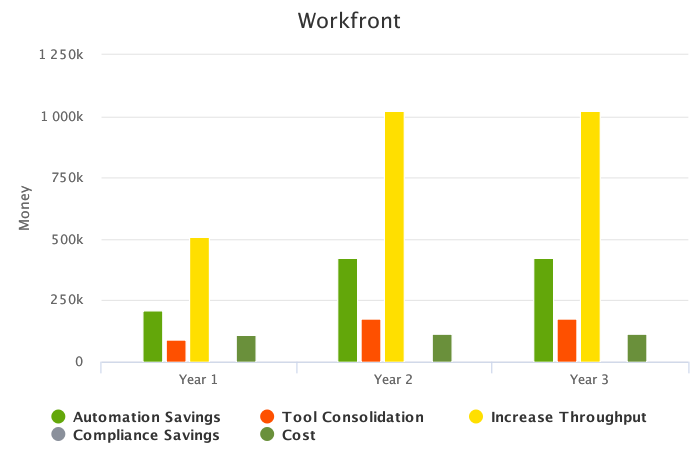 Workfront
1 250k
1 000k
750k
500k
250k
0
Money
Year 1
Year 2
Year 3
Automation Savings
Tool Consolidation
Increase Throughput
Compliance Savings
Cost